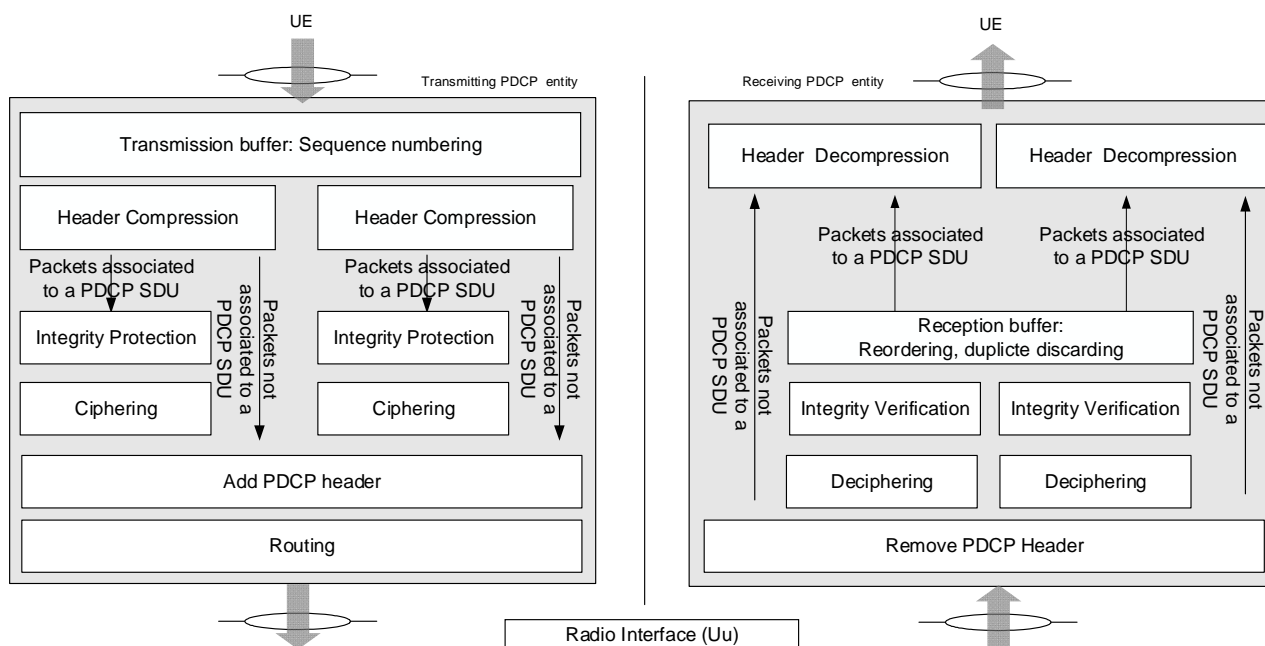 UE
Transmitting PDCP entity
Transmission buffer: Sequence numbering
Header Compression
Header Compression
Packets associated
to a PDCP SDU
Packets associated
to a PDCP SDU
Packets not
associated to a
PDCP SDU
Packets not
associated to a
PDCP SDU
Integrity Protection
Integrity Protection
Ciphering
Ciphering
Add PDCP header
Routing
UE
Receiving PDCP entity
Header Decompression
Header Decompression
Packets associated
to a PDCP SDU
Packets associated
to a PDCP SDU
Packets not
associated to a
PDCP SDU
Packets not
associated to a
PDCP SDU
Reception buffer:
Reordering, duplicte discarding
Integrity Verification
Integrity Verification
Deciphering
Deciphering
Remove PDCP Header
Radio Interface (Uu)